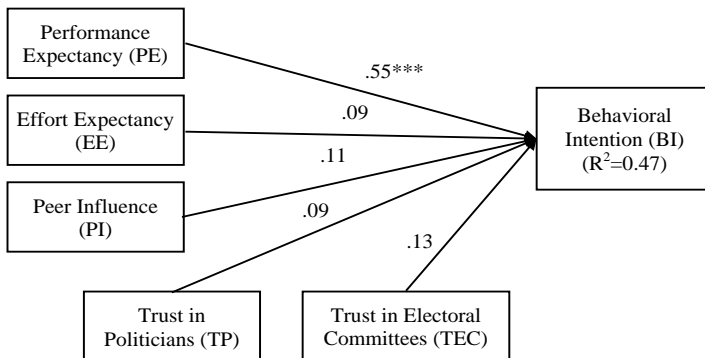 Performance
Expectancy (PE)
.55***
Effort Expectancy
(EE)
.09
Behavioral
Intention (BI)
(R²=0.47)
.11
Peer Influence
(PI)
.09
.13
Trust in
Politicians (TP)
Trust in Electoral
Committees (TEC)